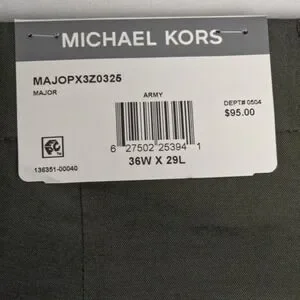 MICHAEL KORS
MAJOPX3Z0325
MAJOR
ARMY
DEPT# 0504
$95.00
6 27502 25394 1
36W X 29L
136351-00040